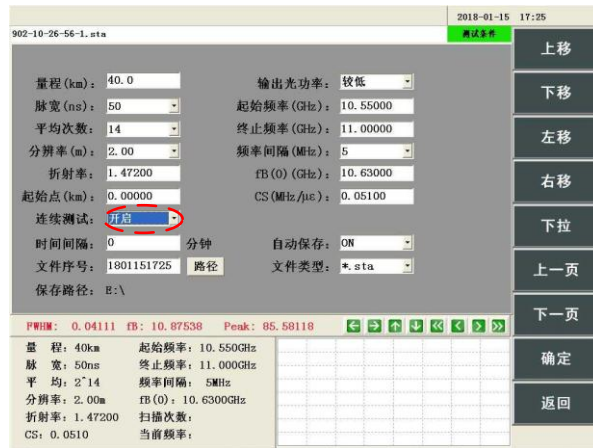 2018-01-15 17:25
902-10-26-56-1.sta
测试条件
量程(km): 40.0 输出光功率: 较低
脉宽(ns): 50 起始频率(GHz): 10.55000
平均次数: 14 终止频率(GHz): 11.00000
分辨率(m): 2.00 频率间隔(MHz): 5
折射率: 1.47200 fB(0)(GHz): 10.63000
起始点(km): 0.00000 CS(MHz/με): 0.05100
连续测试: 开启
时间间隔: 0 分钟 自动保存: ON
文件序号: 1801151725 路径 文件类型: *.sta
保存路径: E:\
FWHM: 0.04111 fB: 10.87538 Peak: 85.58118
量 程: 40km 起始频率: 10.550GHz
脉 宽: 50ns 终止频率: 11.000GHz
平 均: 2^14 频率间隔: 5MHz
分辨率: 2.00m fB(0): 10.6300GHz
折射率: 1.47200 扫描次数:
CS: 0.0510 当前频率:
上移
下移
左移
右移
下拉
上一页
下一页
确定
返回